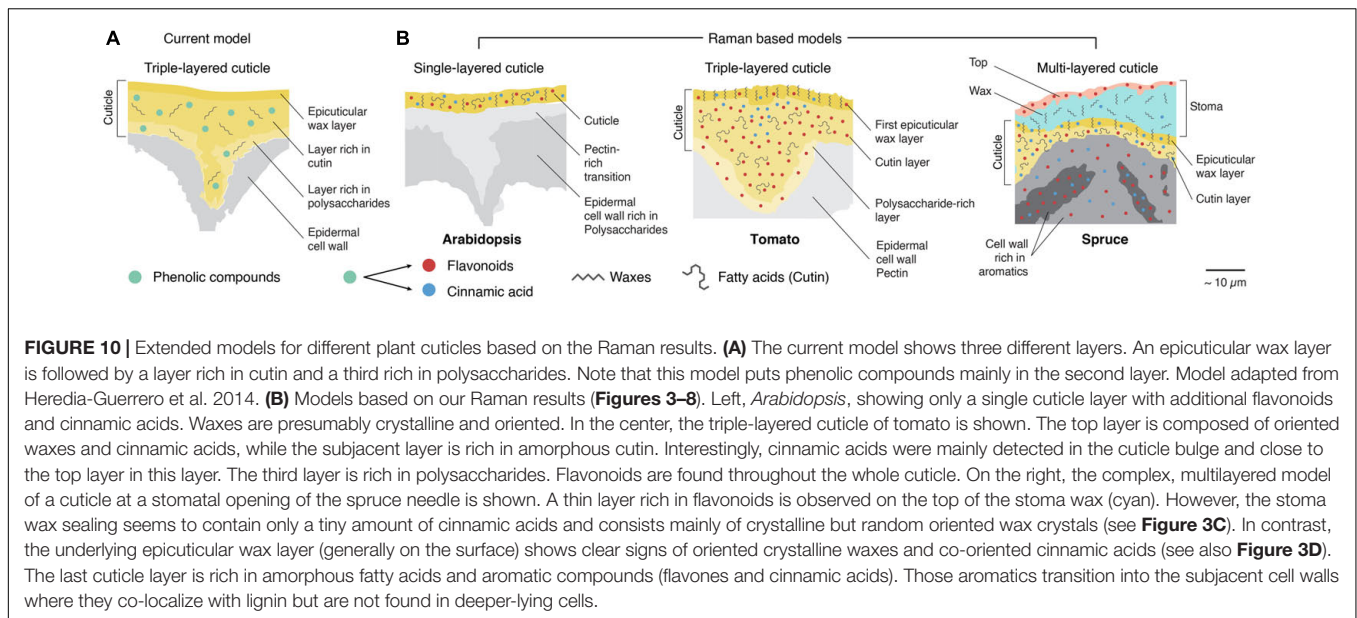 A
Current model
Triple-layered cuticle
Cuticle
Epicuticular
wax layer
Layer rich in
cutin
Layer rich in
polysaccharides
Epidermal
cell wall
B
Raman based models
Single-layered cuticle
Cuticle
Pectin-
rich
transition
Epidermal
cell wall rich in
Polysaccharides
Arabidopsis
Triple-layered cuticle
Cuticle
First epicuticular
wax layer
Cutin layer
Polysaccharide-rich
layer
Epidermal
cell wall
Pectin
Tomato
Multi-layered cuticle
Top
Wax
Cuticle
Stoma
Epicuticular
wax layer
Cutin layer
Cell wall
rich in
aromatics
Spruce
Phenolic compounds
Flavonoids
Cinnamic acid
Waxes
Fatty acids (Cutin)
~ 10 µm
FIGURE 10 | Extended models for different plant cuticles based on the Raman results. (A) The current model shows three different layers. An epicuticular wax layer
is followed by a layer rich in cutin and a third rich in polysaccharides. Note that this model puts phenolic compounds mainly in the second layer. Model adapted from
Heredia-Guerrero et al. 2014. (B) Models based on our Raman results (Figures 3–8). Left, Arabidopsis, showing only a single cuticle layer with additional flavonoids
and cinnamic acids. Waxes are presumably crystalline and oriented. In the center, the triple-layered cuticle of tomato is shown. The top layer is composed of oriented
waxes and cinnamic acids, while the subjacent layer is rich in amorphous cutin. Interestingly, cinnamic acids were mainly detected in the cuticle bulge and close to
the top layer in this layer. The third layer is rich in polysaccharides. Flavonoids are found throughout the whole cuticle. On the right, the complex, multilayered model
of a cuticle at a stomatal opening of the spruce needle is shown. A thin layer rich in flavonoids is observed on the top of the stoma wax (cyan). However, the stoma
wax sealing seems to contain only a tiny amount of cinnamic acids and consists mainly of crystalline but random oriented wax crystals (see Figure 3C). In contrast,
the underlying epicuticular wax layer (generally on the surface) shows clear signs of oriented crystalline waxes and co-oriented cinnamic acids (see also Figure 3D).
The last cuticle layer is rich in amorphous fatty acids and aromatic compounds (flavones and cinnamic acids). Those aromatics transition into the subjacent cell walls
where they co-localize with lignin but are not found in deeper-lying cells.